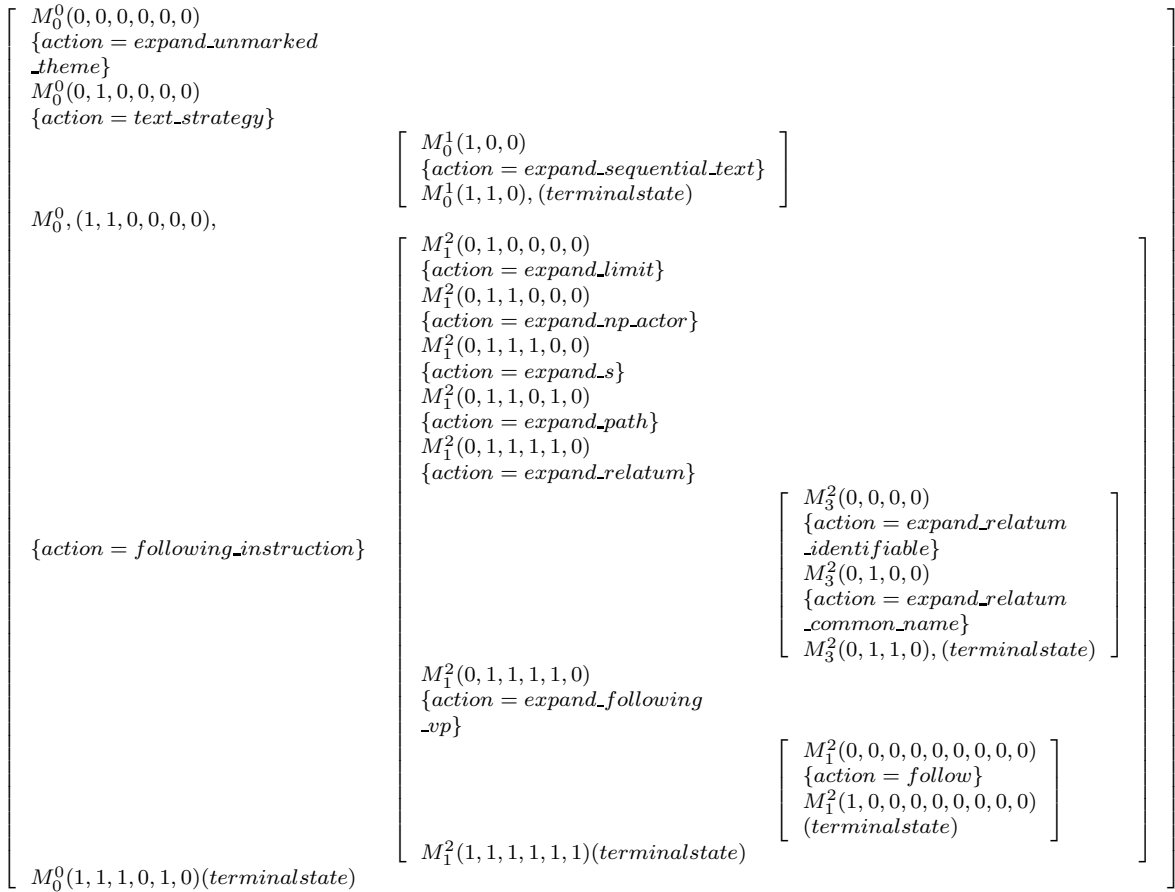 M_0^0(0, 0, 0, 0, 0, 0)
{action = expand_unmarked
_theme}
M_0^0(0, 1, 0, 0, 0, 0)
{action = text_strategy}
M_0^1(1, 0, 0)
{action = expand_sequential_text}
M_0^1(1, 1, 0), (terminalstate)
M_0^0, (1, 1, 0, 0, 0, 0),
M_1^2(0, 1, 0, 0, 0, 0)
{action = expand_limit}
M_1^2(0, 1, 1, 0, 0, 0)
{action = expand_np_actor}
M_1^2(0, 1, 1, 1, 0, 0)
{action = expand_s}
M_1^2(0, 1, 1, 0, 1, 0)
{action = expand_path}
M_1^2(0, 1, 1, 1, 1, 0)
{action = expand_relatum}
M_3^2(0, 0, 0, 0)
{action = expand_relatum
{action = following_instruction}
_identifiable}
M_3^2(0, 1, 0, 0)
{action = expand_relatum
_common_name}
M_3^2(0, 1, 1, 0), (terminalstate)
M_1^2(0, 1, 1, 1, 1, 0)
{action = expand_following
_vp}
M_1^2(0, 0, 0, 0, 0, 0, 0, 0, 0)
{action = follow}
M_1^2(1, 0, 0, 0, 0, 0, 0, 0, 0)
(terminalstate)
M_1^2(1, 1, 1, 1, 1, 1)(terminalstate)
M_0^0(1, 1, 1, 0, 1, 0)(terminalstate)